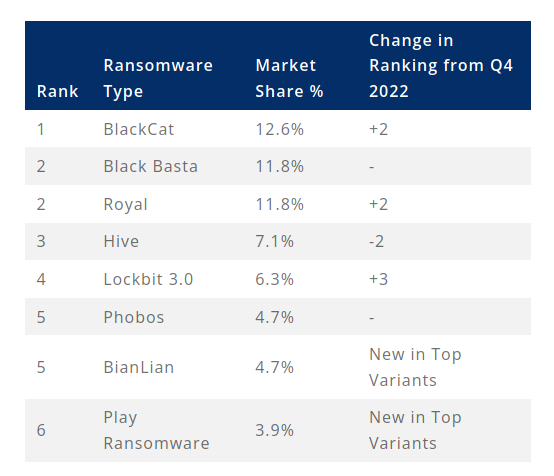 Rank Ransomware Type Market Share % Change in Ranking from Q4 2022
1 BlackCat 12.6% +2
2 Black Basta 11.8% -
2 Royal 11.8% +2
3 Hive 7.1% -2
4 Lockbit 3.0 6.3% +3
5 Phobos 4.7% -
5 BianLian 4.7% New in Top Variants
6 Play Ransomware 3.9% New in Top Variants